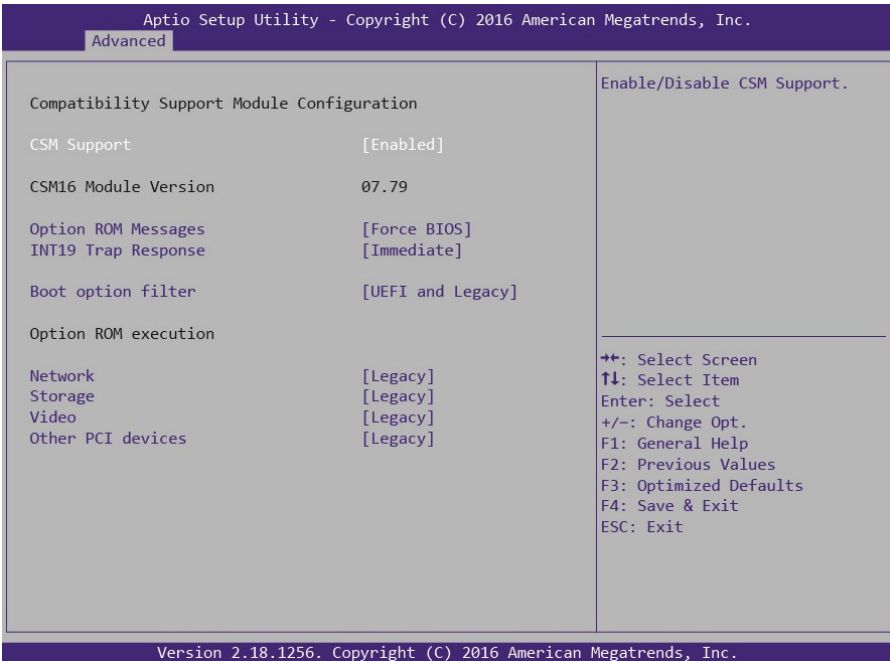 Aptio Setup Utility - Copyright (C) 2016 American Megatrends, Inc.
Advanced
Compatibility Support Module Configuration
CSM Support [Enabled]
CSM16 Module Version 07.79
Option ROM Messages [Force BIOS]
INT19 Trap Response [Immediate]
Boot option filter [UEFI and Legacy]
Option ROM execution
Network [Legacy]
Storage [Legacy]
Video [Legacy]
Other PCI devices [Legacy]
Enable/Disable CSM Support.
→←: Select Screen
↑↓: Select Item
Enter: Select
+/-: Change Opt.
F1: General Help
F2: Previous Values
F3: Optimized Defaults
F4: Save & Exit
ESC: Exit
Version 2.18.1256. Copyright (C) 2016 American Megatrends, Inc.